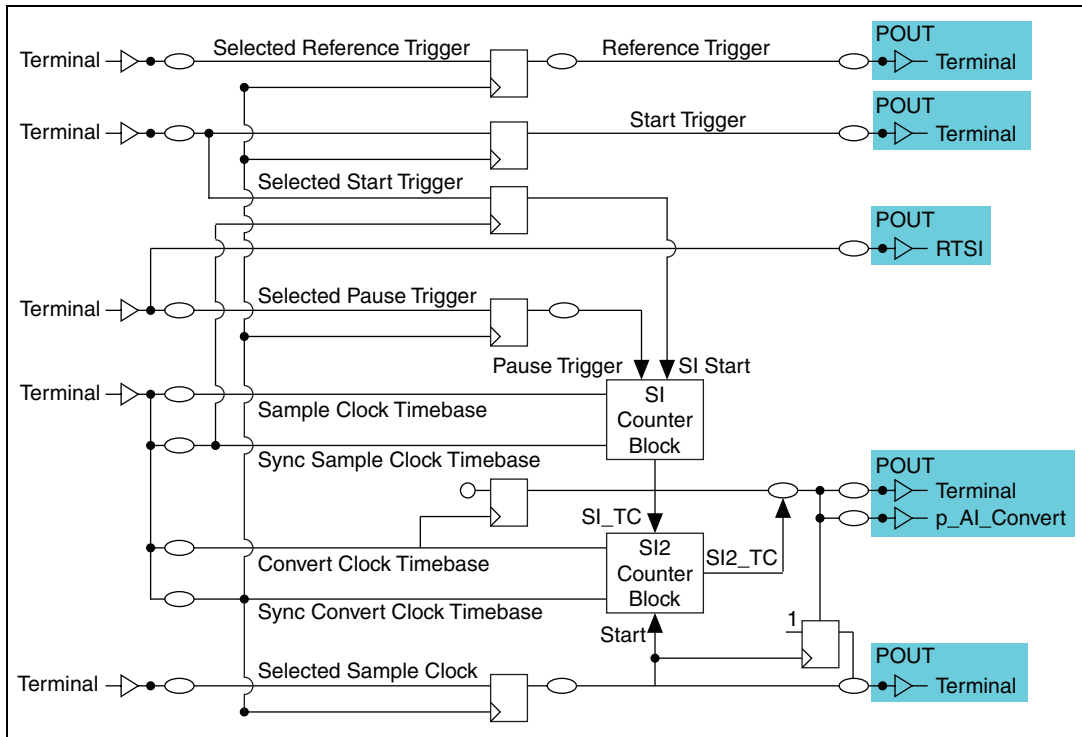 Terminal
Selected Reference Trigger
Reference Trigger
POUT
Terminal
Terminal
Start Trigger
POUT
Terminal
Selected Start Trigger
POUT
RTSI
Terminal
Selected Pause Trigger
Pause Trigger
SI Start
Terminal
Sample Clock Timebase
SI
Counter
Block
Sync Sample Clock Timebase
POUT
Terminal
p_AI_Convert
SI_TC
Convert Clock Timebase
SI2
Counter
Block
SI2_TC
Sync Convert Clock Timebase
Start
1
Terminal
Selected Sample Clock
POUT
Terminal